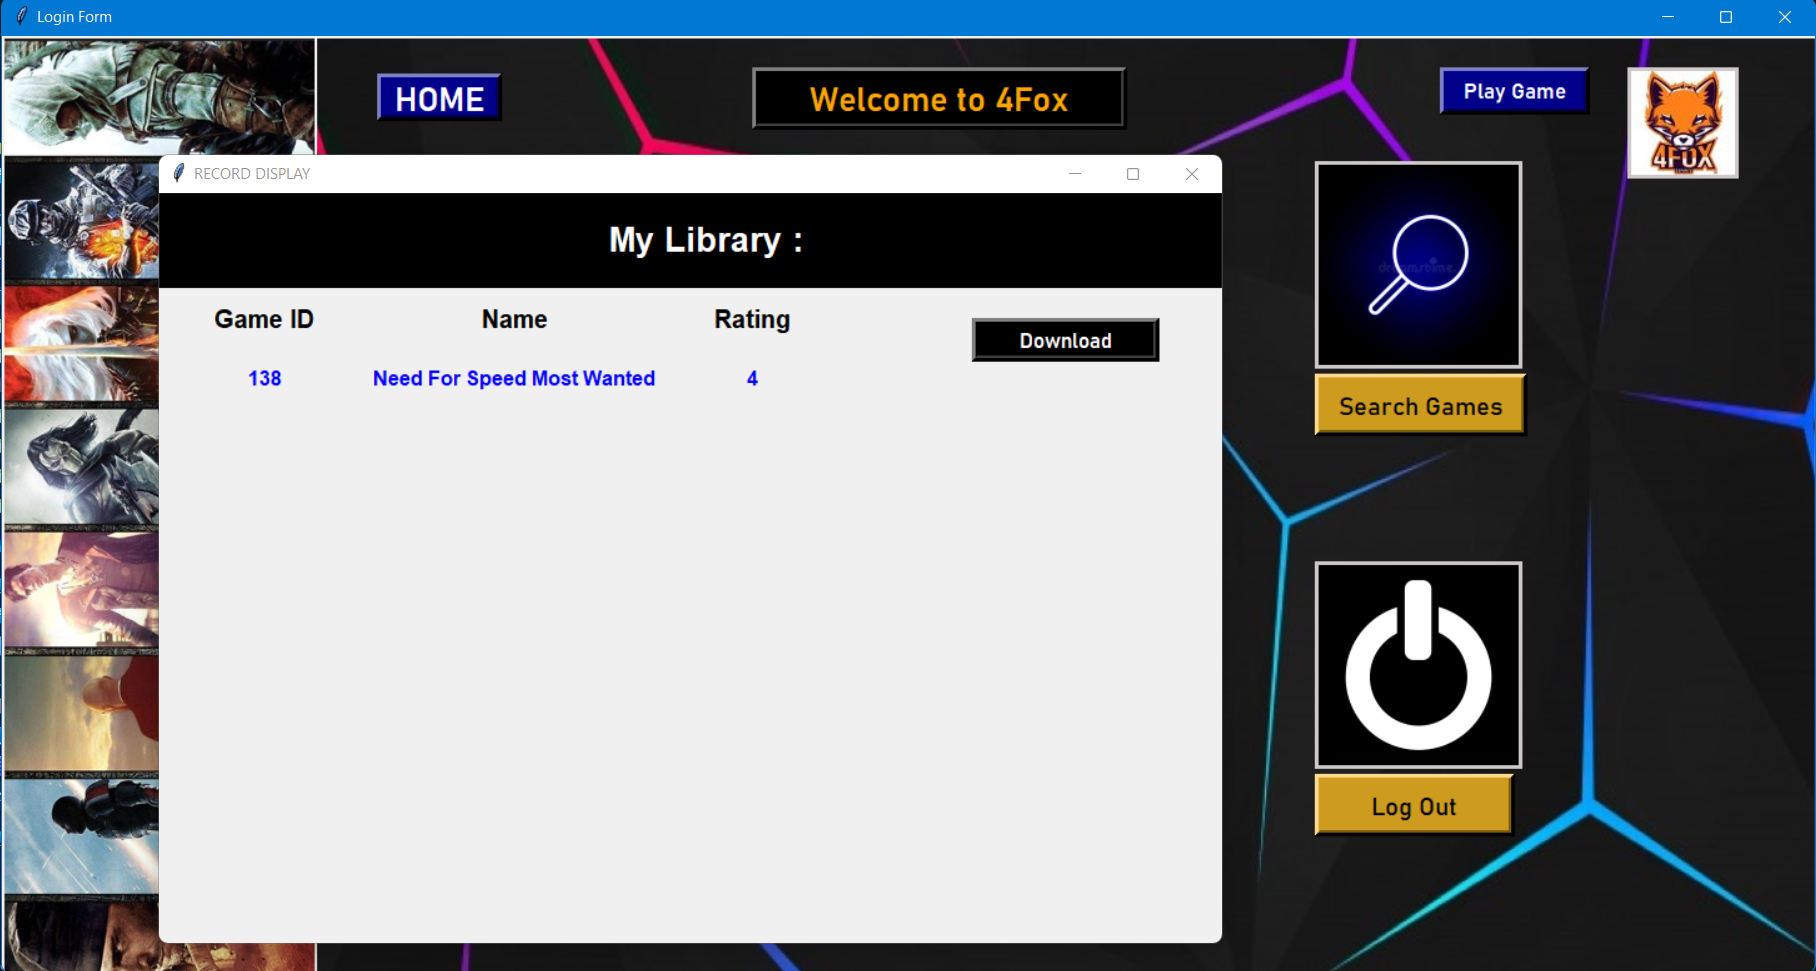 Login Form
HOME
Welcome to 4Fox
Play Game
4FOX
RECORD DISPLAY
My Library :
Game ID Name Rating
Download
138 Need For Speed Most Wanted 4
dreamstime
Search Games
Log Out